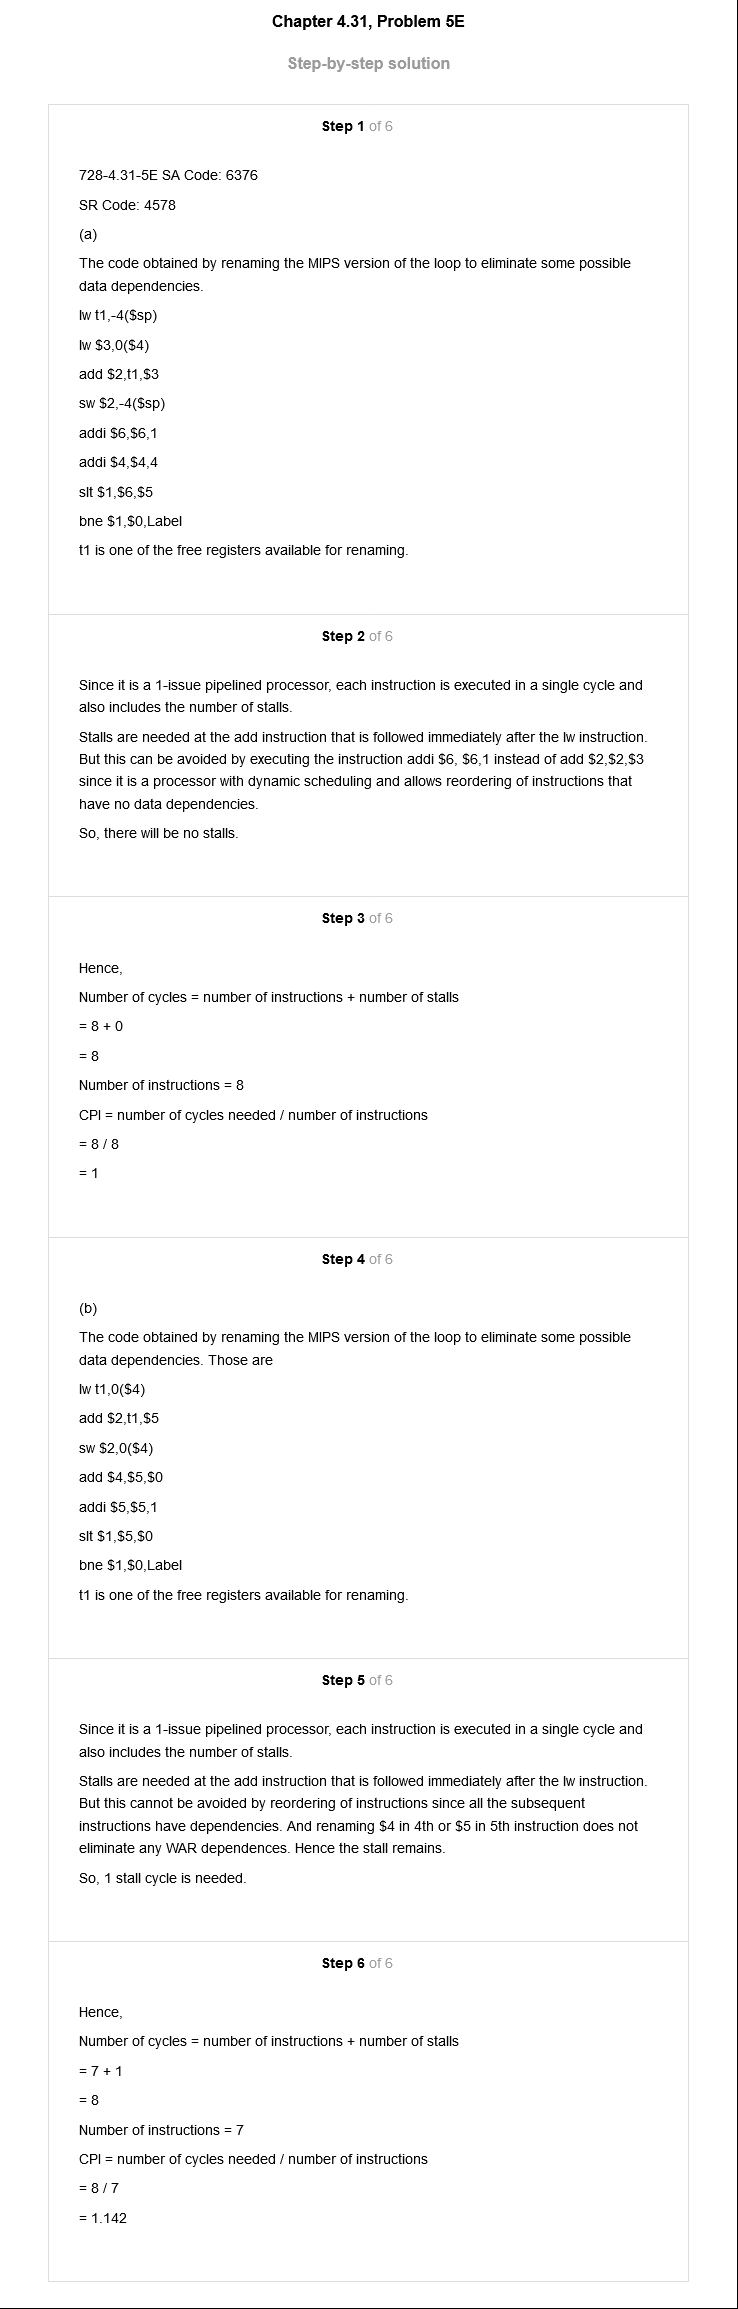 Chapter 4.31, Problem 5E
Step-by-step solution
Step 1 of 6
728-4.31-5E SA Code: 6376
SR Code: 4578
(a)
The code obtained by renaming the MIPS version of the loop to eliminate some possible
data dependencies.
lw t1,-4($sp)
lw $3,0($4)
add $2,t1,$3
sw $2,-4($sp)
addi $6,$6,1
addi $4,$4,4
slt $1,$6,$5
bne $1,$0,Label
t1 is one of the free registers available for renaming.
Step 2 of 6
Since it is a 1-issue pipelined processor, each instruction is executed in a single cycle and
also includes the number of stalls.
Stalls are needed at the add instruction that is followed immediately after the lw instruction.
But this can be avoided by executing the instruction addi $6, $6,1 instead of add $2,$2,$3
since it is a processor with dynamic scheduling and allows reordering of instructions that
have no data dependencies.
So, there will be no stalls.
Step 3 of 6
Hence,
Number of cycles = number of instructions + number of stalls
= 8 + 0
= 8
Number of instructions = 8
CPI = number of cycles needed / number of instructions
= 8 / 8
= 1
Step 4 of 6
(b)
The code obtained by renaming the MIPS version of the loop to eliminate some possible
data dependencies. Those are
lw t1,0($4)
add $2,t1,$5
sw $2,0($4)
add $4,$5,$0
addi $5,$5,1
slt $1,$5,$0
bne $1,$0,Label
t1 is one of the free registers available for renaming.
Step 5 of 6
Since it is a 1-issue pipelined processor, each instruction is executed in a single cycle and
also includes the number of stalls.
Stalls are needed at the add instruction that is followed immediately after the lw instruction.
But this cannot be avoided by reordering of instructions since all the subsequent
instructions have dependencies. And renaming $4 in 4th or $5 in 5th instruction does not
eliminate any WAR dependences. Hence the stall remains.
So, 1 stall cycle is needed.
Step 6 of 6
Hence,
Number of cycles = number of instructions + number of stalls
= 7 + 1
= 8
Number of instructions = 7
CPI = number of cycles needed / number of instructions
= 8 / 7
= 1.142